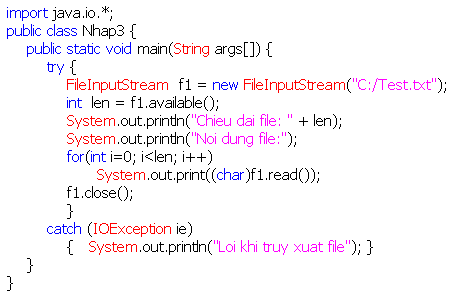 import java.io.*;
public class Nhap3 {
public static void main(String args[]) {
try {
FileInputStream f1 = new FileInputStream("C:/Test.txt");
int len = f1.available();
System.out.println("Chieu dai file: " + len);
System.out.println("Noi dung file:");
for(int i=0; i<len; i++)
System.out.print((char)f1.read());
f1.close();
}
catch (IOException ie)
{ System.out.println("Loi khi truy xuat file"); }
}
}